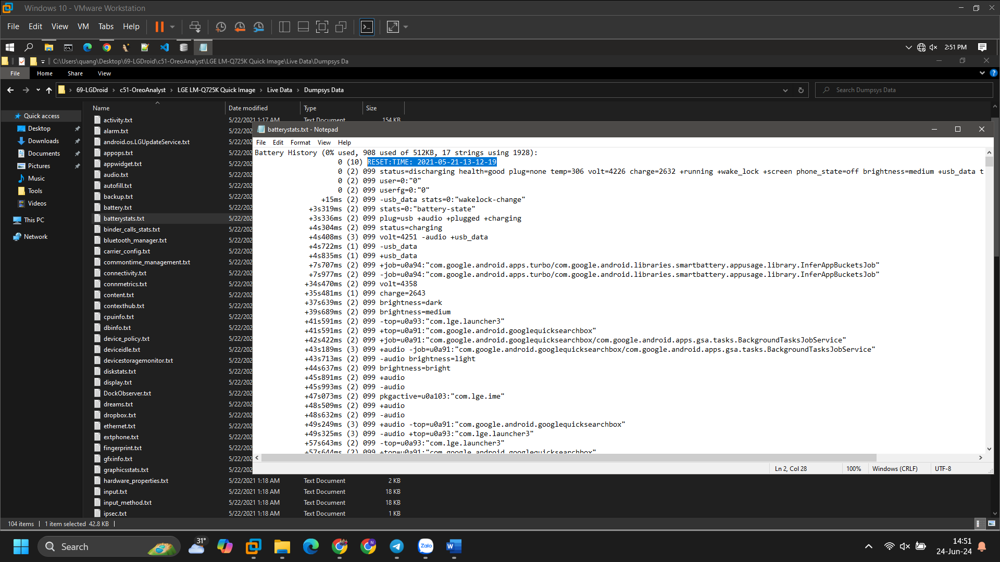 Windows 10 - VMware Workstation
File Edit View VM Tabs Help
2:51 PM
C:\Users\quang\Desktop\69-LGDroid\c51-OreoAnalyst\LGE LM-Q725K Quick Image\Live Data\Dumpsys Da
File Home Share View
69-LGDroid > c51-OreoAnalyst > LGE LM-Q725K Quick Image > Live Data > Dumpsys Data
Search Dumpsys Data
Name Date modified Type Size
Quick access
Desktop
Downloads
Documents
Pictures
Music
Tools
Videos
This PC
Network
activity.txt 5/22/2021 1:17 AM Text Document 154 KB
alarm.txt 5/22/202
android.os.LGUpdateService.txt 5/22/202
appops.txt 5/22/202
appwidget.txt 5/22/202
audio.txt 5/22/202
autofill.txt 5/22/202
backup.txt 5/22/202
battery.txt 5/22/202
batterystats.txt 5/22/202
binder_calls_stats.txt 5/22/202
bluetooth_manager.txt 5/22/202
carrier_config.txt 5/22/202
commontime_management.txt 5/22/202
connectivity.txt 5/22/202
connmetrics.txt 5/22/202
content.txt 5/22/202
contexthub.txt 5/22/202
cpuinfo.txt 5/22/202
dbinfo.txt 5/22/202
device_policy.txt 5/22/202
deviceidle.txt 5/22/202
devicestoragemonitor.txt 5/22/202
diskstats.txt 5/22/202
display.txt 5/22/202
DockObserver.txt 5/22/202
dreams.txt 5/22/202
dropbox.txt 5/22/202
ethernet.txt 5/22/202
extphone.txt 5/22/202
fingerprint.txt 5/22/202
gfxinfo.txt 5/22/202
graphicsstats.txt 5/22/202
hardware_properties.txt 5/22/2021 1:18 AM Text Document 2 KB
input.txt 5/22/2021 1:18 AM Text Document 18 KB
input_method.txt 5/22/2021 1:18 AM Text Document 18 KB
ipsec.txt 5/22/2021 1:18 AM Text Document 1 KB
batterystats.txt - Notepad
File Edit Format View Help
Battery History (0% used, 908 used of 512KB, 17 strings using 1928):
0 (10) RESET:TIME: 2021-05-21-13-12-19
0 (2) 099 status=discharging health=good plug=none temp=306 volt=4226 charge=2632 +running +wake_lock +screen phone_state=off brightness=medium +usb_data t
0 (2) 099 user=0:"0"
0 (2) 099 userfg=0:"0"
+15ms (2) 099 -usb_data stats=0:"wakelock-change"
+3s319ms (2) 099 stats=0:"battery-state"
+3s336ms (2) 099 plug=usb +audio +plugged +charging
+4s304ms (2) 099 status=charging
+4s408ms (3) 099 volt=4251 -audio +usb_data
+4s722ms (1) 099 -usb_data
+4s835ms (1) 099 +usb_data
+7s707ms (2) 099 +job=u0a94:"com.google.android.apps.turbo/com.google.android.libraries.smartbattery.appusage.library.InferAppBucketsJob"
+7s977ms (2) 099 -job=u0a94:"com.google.android.apps.turbo/com.google.android.libraries.smartbattery.appusage.library.InferAppBucketsJob"
+34s470ms (2) 099 volt=4358
+35s481ms (1) 099 charge=2643
+37s639ms (2) 099 brightness=dark
+39s689ms (2) 099 brightness=medium
+41s591ms (2) 099 -top=u0a93:"com.lge.launcher3"
+41s591ms (2) 099 +top=u0a91:"com.google.android.googlequicksearchbox"
+42s422ms (2) 099 +job=u0a91:"com.google.android.googlequicksearchbox/com.google.android.apps.gsa.tasks.BackgroundTasksJobService"
+43s189ms (3) 099 +audio -job=u0a91:"com.google.android.googlequicksearchbox/com.google.android.apps.gsa.tasks.BackgroundTasksJobService"
+43s713ms (2) 099 -audio brightness=light
+44s637ms (2) 099 brightness=bright
+45s891ms (2) 099 +audio
+45s993ms (2) 099 -audio
+47s073ms (2) 099 pkgactive=u0a103:"com.lge.ime"
+48s509ms (2) 099 +audio
+48s632ms (2) 099 -audio
+49s249ms (3) 099 +audio -top=u0a91:"com.google.android.googlequicksearchbox"
+49s325ms (3) 099 -audio +top=u0a93:"com.lge.launcher3"
+57s643ms (2) 099 -top=u0a93:"com.lge.launcher3"
+57s644ms (2) 099 +top=u0a91:"com.google.android.googlequicksearchbox"
Ln 2, Col 28 100% Windows (CRLF) UTF-8
104 items 1 item selected 42.8 KB
Search
31°
Zalo
14:51
24-Jun-24